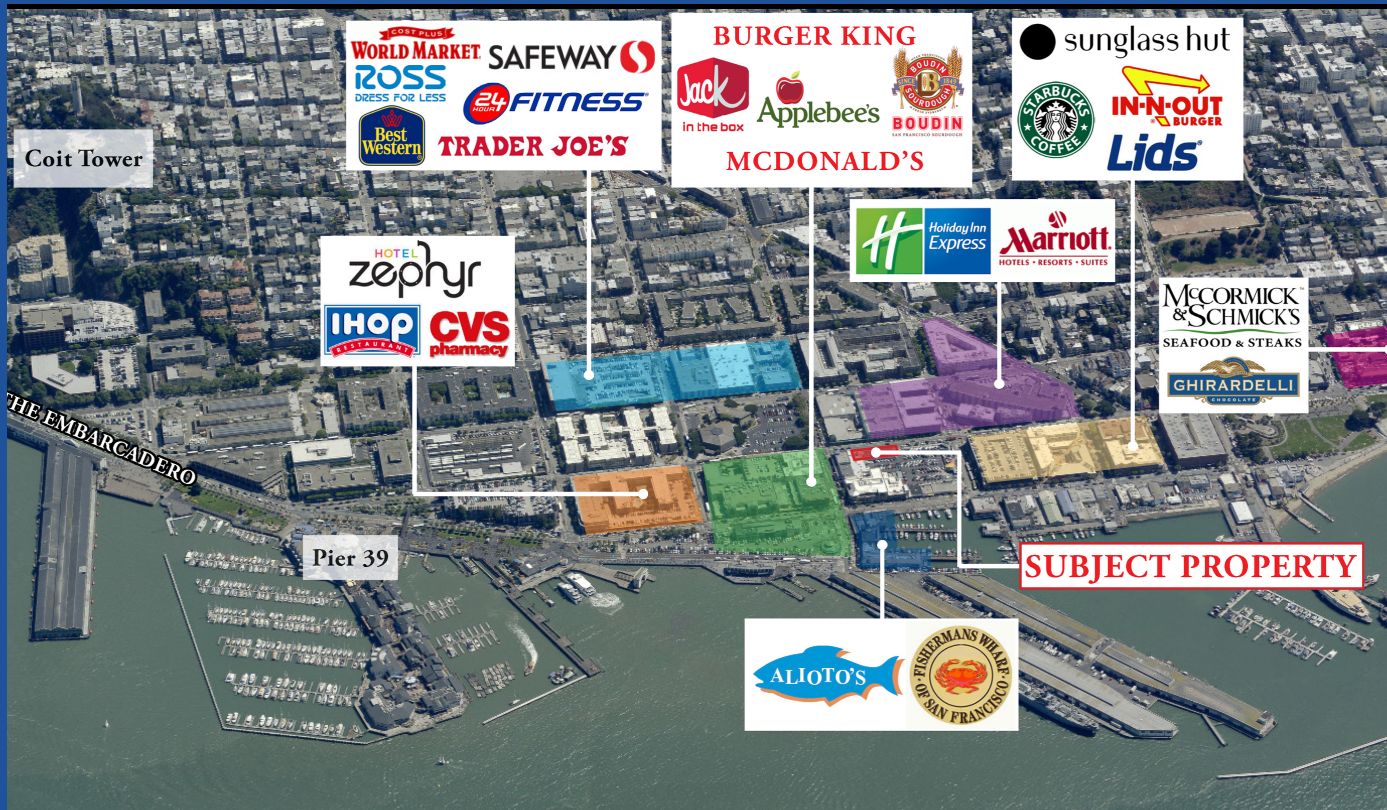 COST PLUS
WORLD MARKET
SAFEWAY
ROSS
DRESS FOR LESS
24 HOUR FITNESS
Best Western
TRADER JOE'S
BURGER KING
Jack in the box
Applebee's
BOUDIN SOURDOUGH
SINCE 1849
B
BOUDIN
SAN FRANCISCO SOURDOUGH
MCDONALD'S
sunglass hut
STARBUCKS COFFEE
IN-N-OUT
BURGER
Lids
Coit Tower
H Holiday Inn Express
Marriott
HOTELS • RESORTS • SUITES
HOTEL
zephyr
IHOP
RESTAURANT
CVS
pharmacy
McCORMICK
& SCHMICK'S
SEAFOOD & STEAKS
GHIRARDELLI
CHOCOLATE
THE EMBARCADERO
Pier 39
SUBJECT PROPERTY
ALIOTO'S
FISHERMANS WHARF OF SAN FRANCISCO